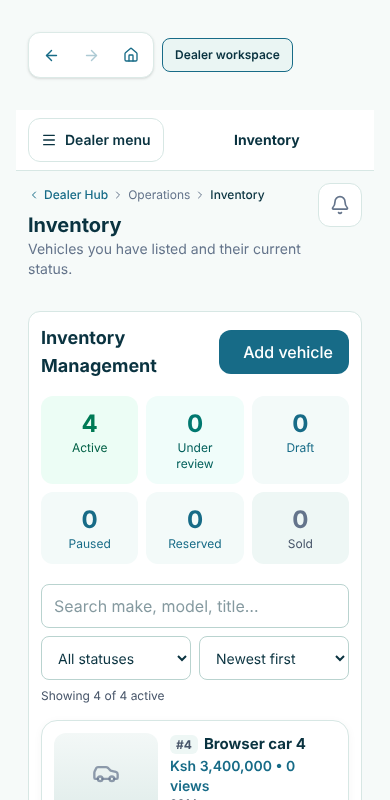 Dealer workspace
Dealer menu
Inventory
Dealer Hub > Operations > Inventory
Inventory
Vehicles you have listed and their current
status.
Inventory
Management
Add vehicle
4
Active
0
Under
review
0
Draft
0
Paused
0
Reserved
0
Sold
Search make, model, title...
All statuses
Newest first
Showing 4 of 4 active
#4 Browser car 4
Ksh 3,400,000 • 0
views